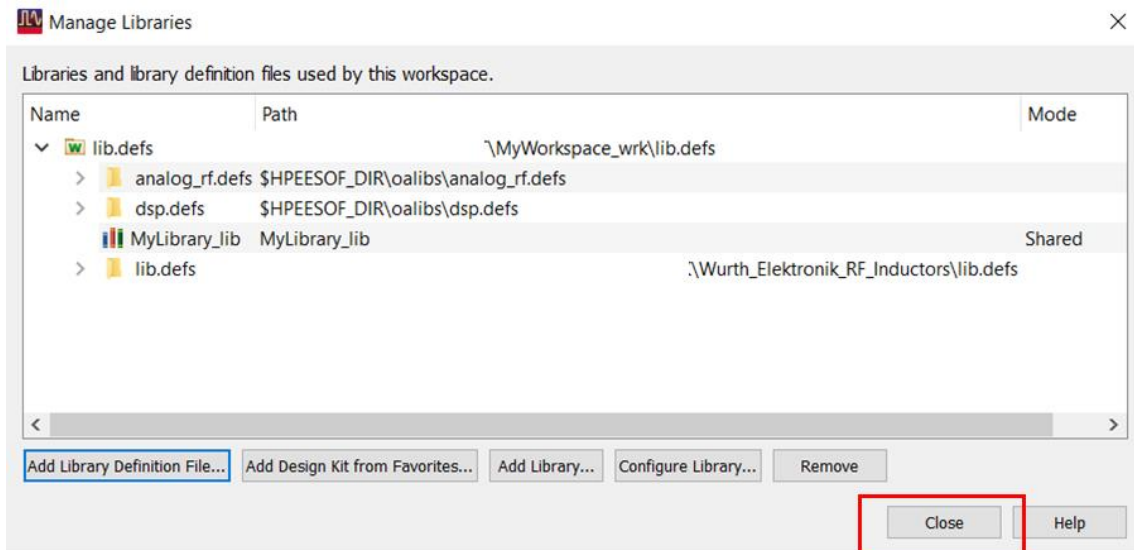 Manage Libraries
Libraries and library definition files used by this workspace.
Name Path Mode
lib.defs \MyWorkspace_wrk\lib.defs
analog_rf.defs $HPEESOF_DIR\oalibs\analog_rf.defs
dsp.defs $HPEESOF_DIR\oalibs\dsp.defs
MyLibrary_lib MyLibrary_lib Shared
lib.defs \Wurth_Elektronik_RF_Inductors\lib.defs
Add Library Definition File... Add Design Kit from Favorites... Add Library... Configure Library... Remove
Close Help